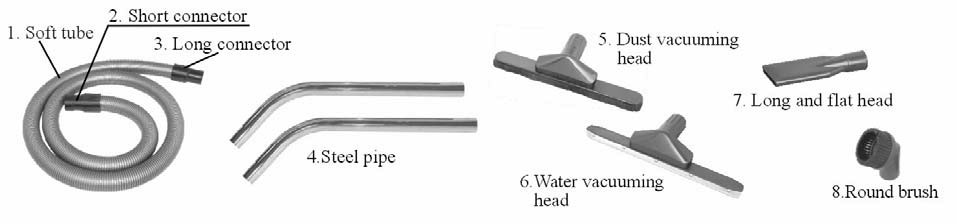 1. Soft tube
2. Short connector
3. Long connector
4.Steel pipe
5. Dust vacuuming
head
6.Water vacuuming
head
7. Long and flat head
8.Round brush